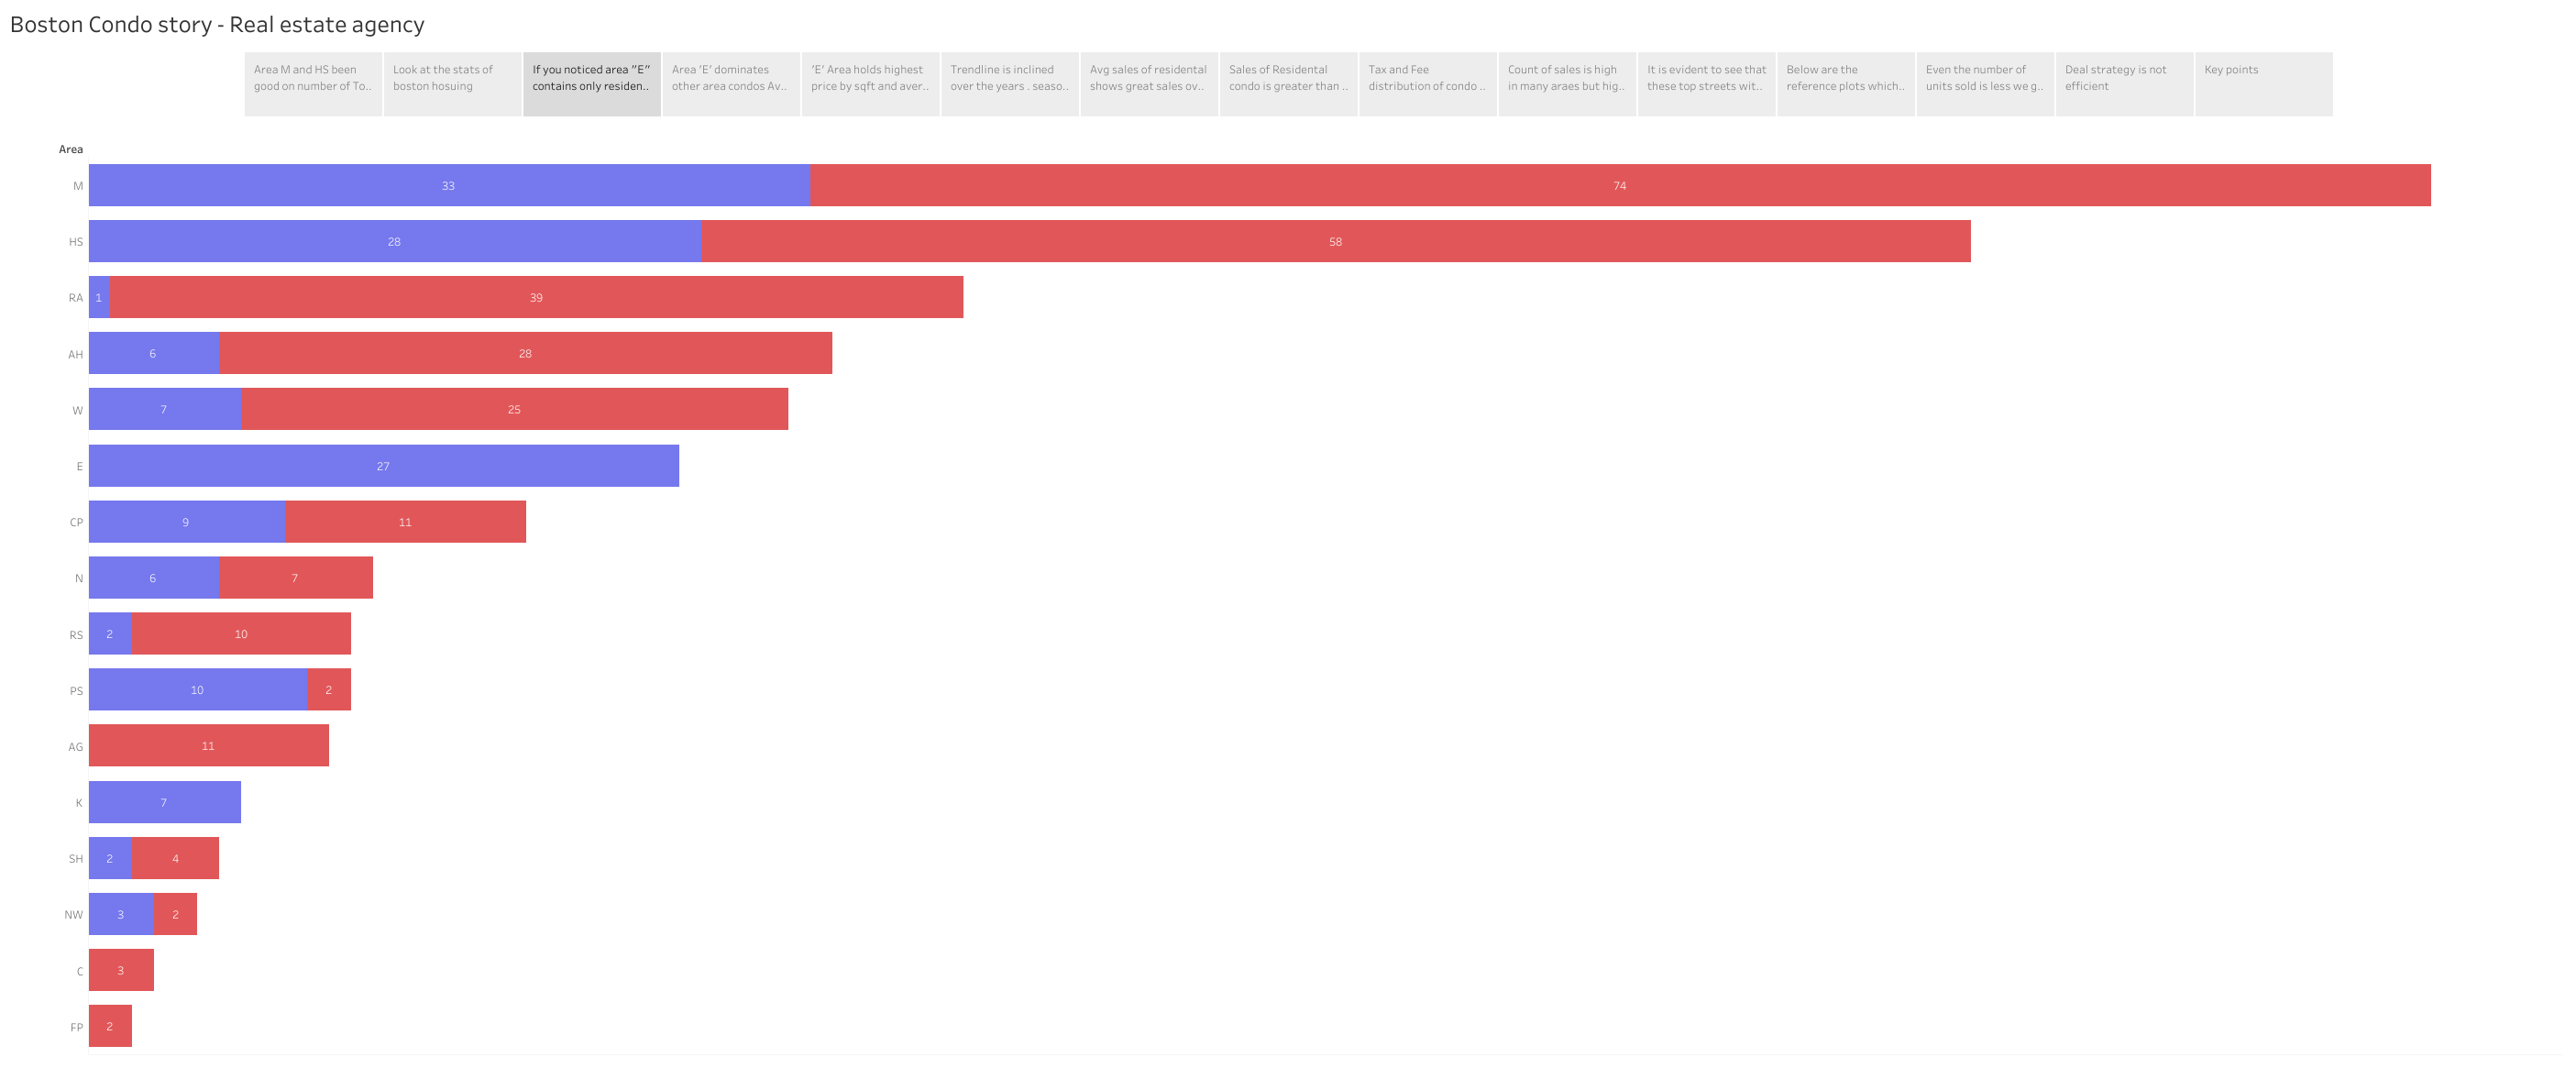 Boston Condo story - Real estate agency
Area M and HS been
good on number of To..
Look at the stats of
boston hosuing
If you noticed area "E"
contains only residen..
Area 'E' dominates
other area condos Av..
'E' Area holds highest
price by sqft and aver..
Trendline is inclined
over the years . seaso..
Avg sales of residental
shows great sales ov..
Sales of Residental
condo is greater than ..
Tax and Fee
distribution of condo ..
Count of sales is high
in many araes but hig..
It is evident to see that
these top streets wit..
Below are the
reference plots which..
Even the number of
units sold is less we g..
Deal strategy is not
efficient
Key points
Area
M 33 74
HS 28 58
RA 1 39
AH 6 28
W 7 25
E 27
CP 9 11
N 6 7
RS 2 10
PS 10 2
AG 11
K 7
SH 2 4
NW 3 2
C 3
FP 2